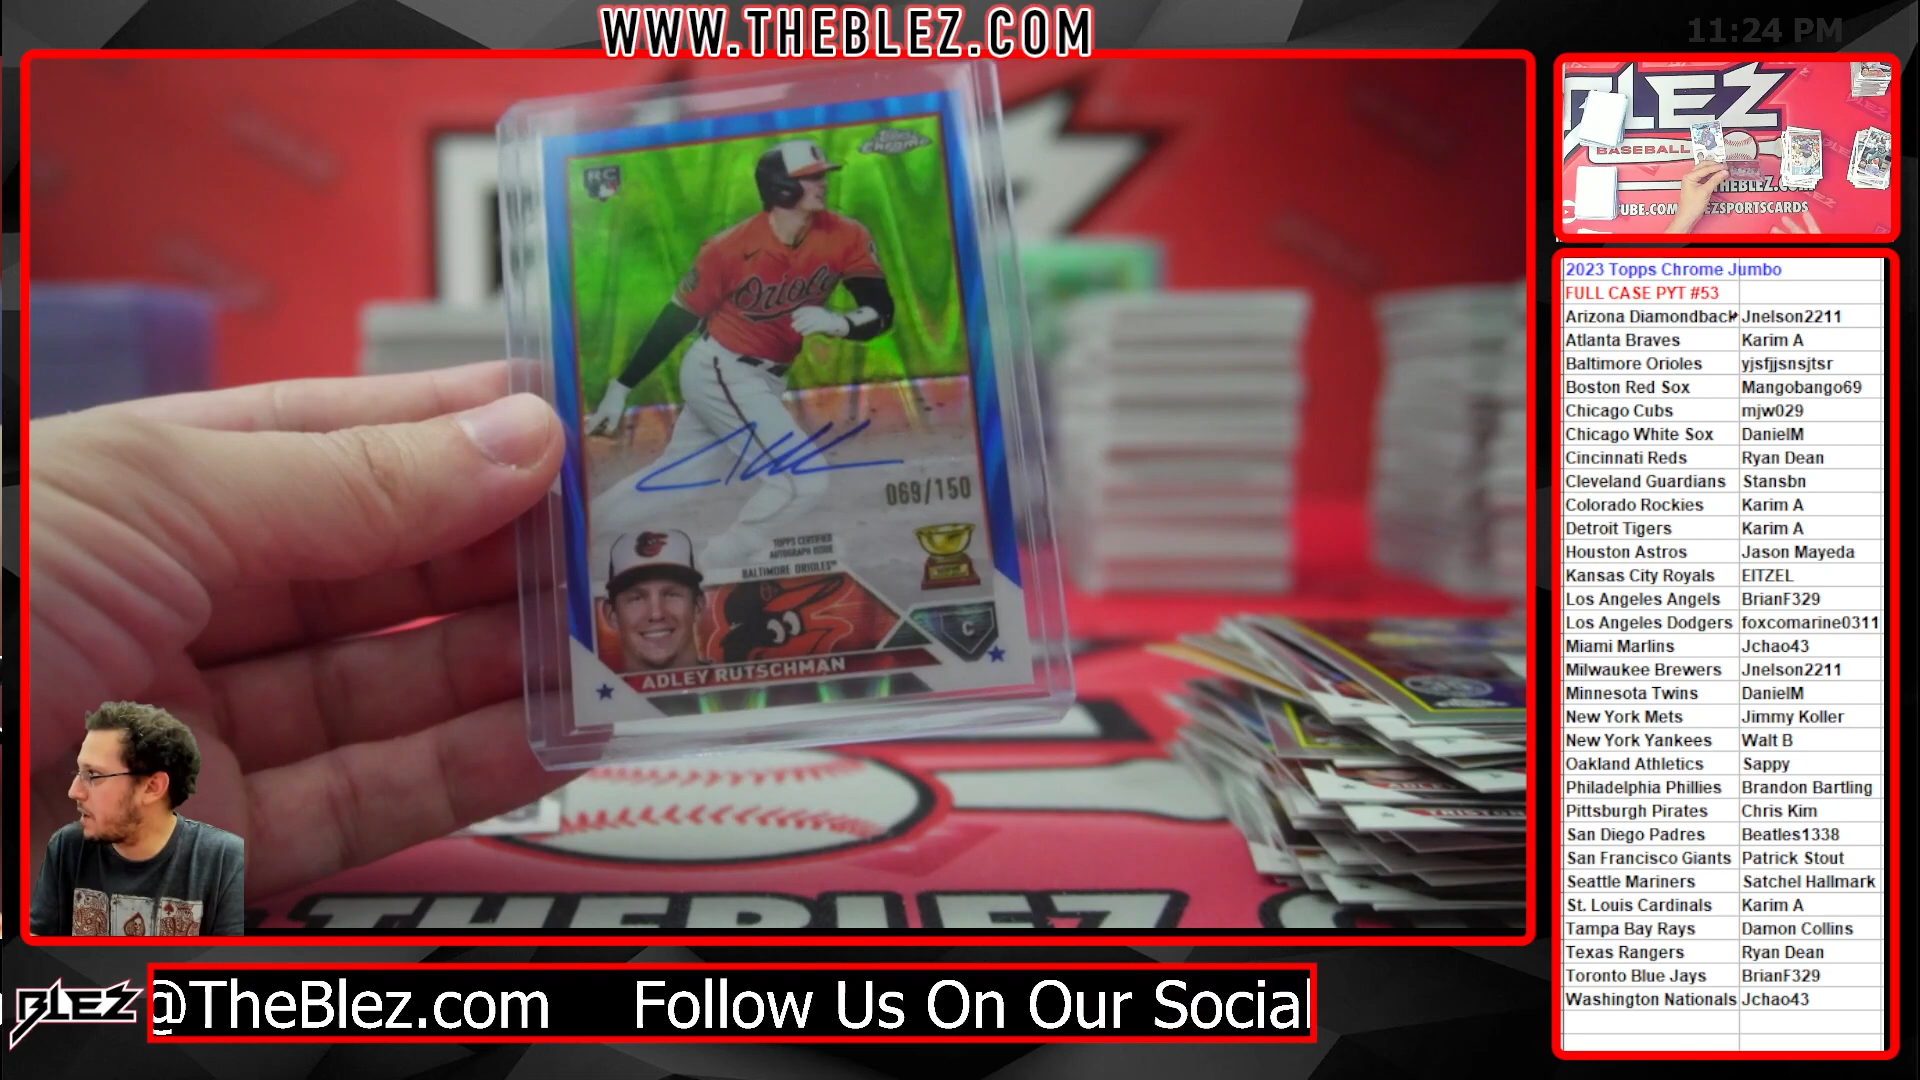 WWW.THEBLEZ.COM
11:24 PM
RC
Topps Chrome
Orioles
069/150
TOPPS CERTIFIED
AUTOGRAPH ISSUE
BALTIMORE ORIOLES™
C
ADLEY RUTSCHMAN
TRISTON
THEBLEZ
BLEZ
BASEBALL
THEBLEZ.
2023 Topps Chrome Jumbo
FULL CASE PYT #53
Arizona Diamondback Jnelson2211
Atlanta Braves Karim A
Baltimore Orioles yjsfjjsnsjtsr
Boston Red Sox Mangobango69
Chicago Cubs mjw029
Chicago White Sox DanielM
Cincinnati Reds Ryan Dean
Cleveland Guardians Stansbn
Colorado Rockies Karim A
Detroit Tigers Karim A
Houston Astros Jason Mayeda
Kansas City Royals EITZEL
Los Angeles Angels BrianF329
Los Angeles Dodgers foxcomarine0311
Miami Marlins Jchao43
Milwaukee Brewers Jnelson2211
Minnesota Twins DanielM
New York Mets Jimmy Koller
New York Yankees Walt B
Oakland Athletics Sappy
Philadelphia Phillies Brandon Bartling
Pittsburgh Pirates Chris Kim
San Diego Padres Beatles1338
San Francisco Giants Patrick Stout
Seattle Mariners Satchel Hallmark
St. Louis Cardinals Karim A
Tampa Bay Rays Damon Collins
Texas Rangers Ryan Dean
Toronto Blue Jays BrianF329
Washington Nationals Jchao43
BLEZ
@TheBlez.com Follow Us On Our Social